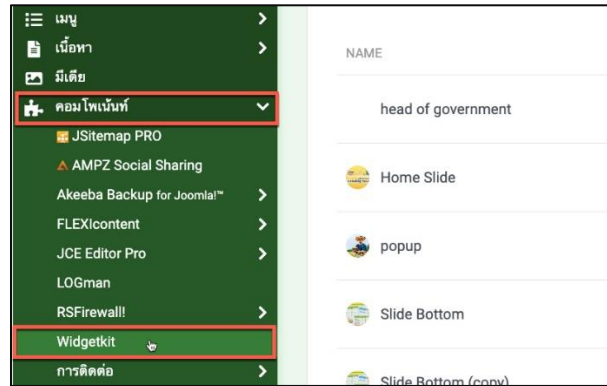 เมนู
เนื้อหา
มีเดีย
คอมโพเน้นท์
JSitemap PRO
AMPZ Social Sharing
Akeeba Backup for Joomla!™
FLEXIcontent
JCE Editor Pro
LOGman
RSFirewall!
Widgetkit
การติดต่อ
NAME
head of government
Home Slide
popup
Slide Bottom
Slide Bottom (copy)